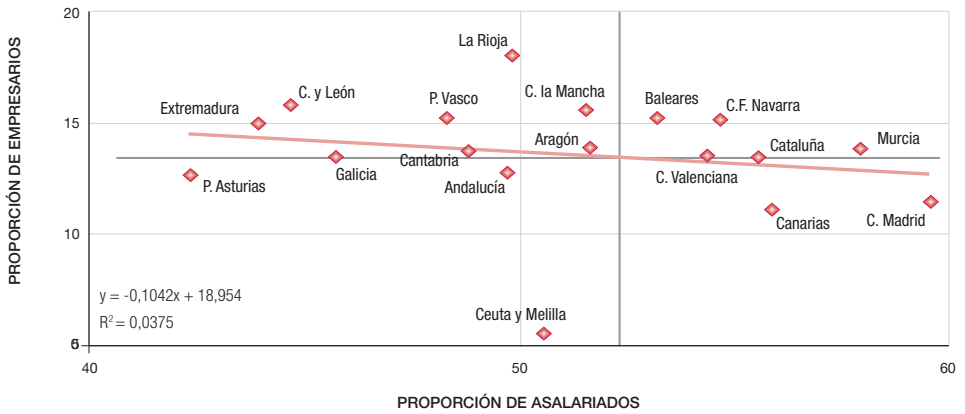 20
La Rioja
C. y León
P. Vasco
C. la Mancha
Baleares
C.F. Navarra
Extremadura
15
Aragón
Cataluña
Murcia
Cantabria
P. Asturias
Galicia
Andalucía
C. Valenciana
Canarias
C. Madrid
10
y = -0,1042x + 18,954
R² = 0,0375
Ceuta y Melilla
5
40
50
60
PROPORCIÓN DE EMPRESARIOS
PROPORCIÓN DE ASALARIADOS